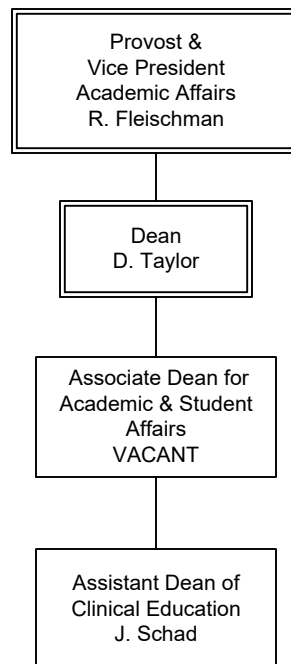 Provost &
Vice President
Academic Affairs
R. Fleischman
Dean
D. Taylor
Associate Dean for
Academic & Student
Affairs
VACANT
Assistant Dean of
Clinical Education
J. Schad